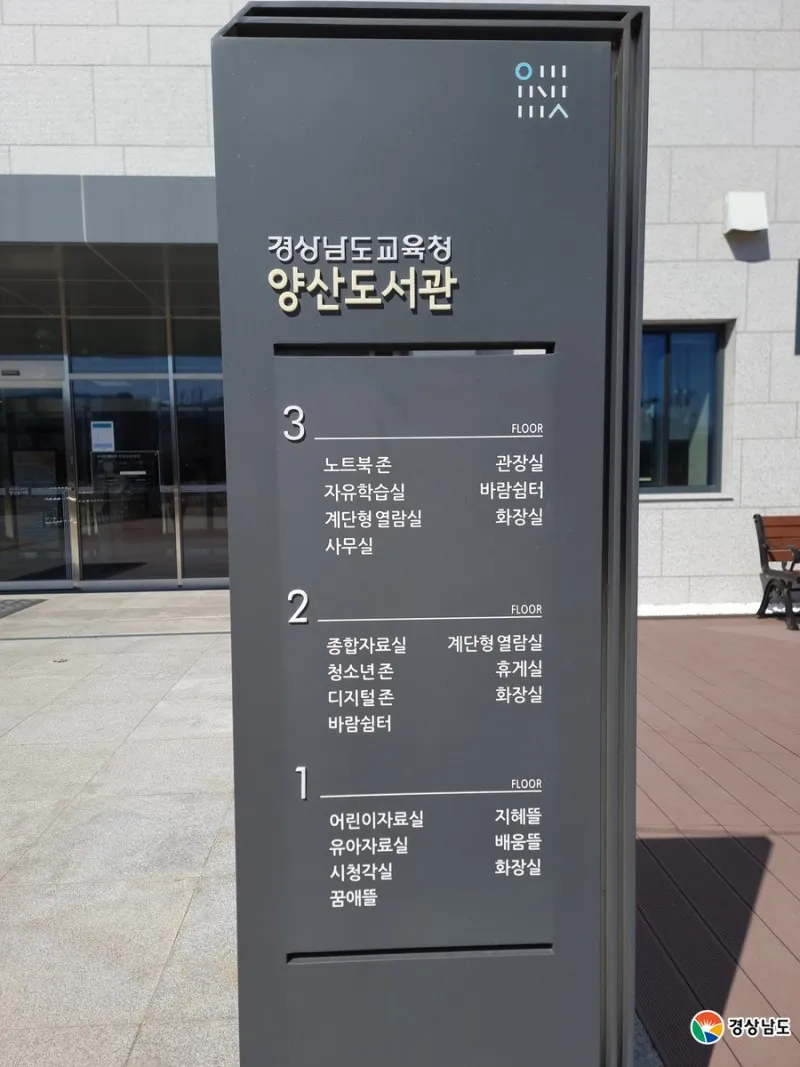 경상남도교육청
양산도서관
3 FLOOR
노트북 존 관장실
자유학습실 바람쉼터
계단형 열람실 화장실
사무실
2 FLOOR
종합자료실 계단형 열람실
청소년 존 휴게실
디지털 존 화장실
바람쉼터
1 FLOOR
어린이자료실 지혜뜰
유아자료실 배움뜰
시청각실 화장실
꿈애뜰
경상남도